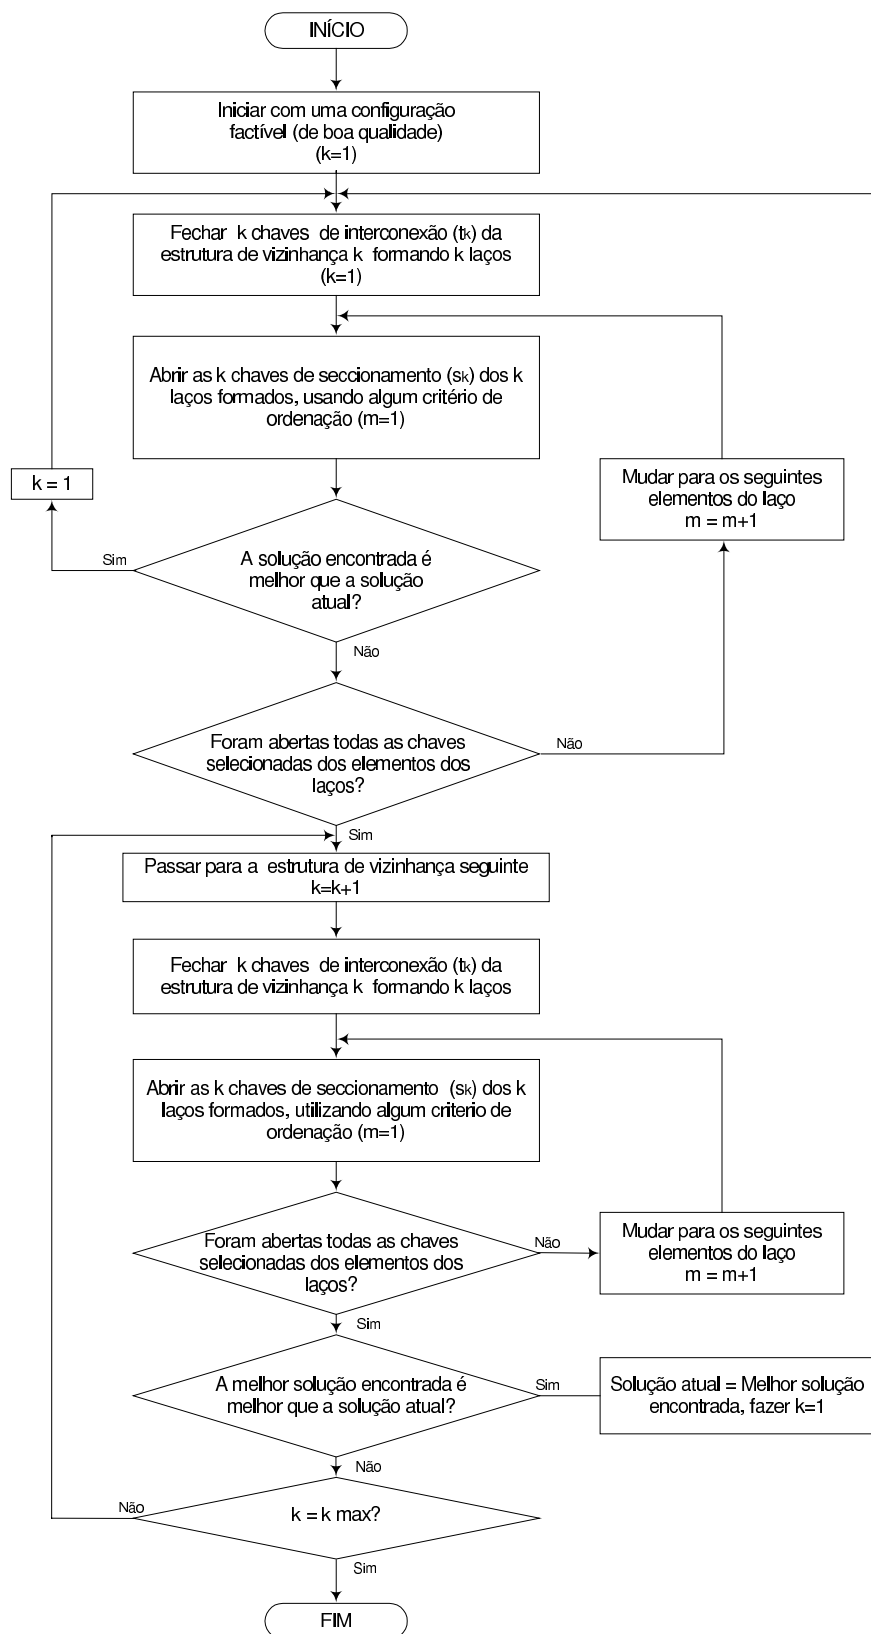 INÍCIO
Iniciar com uma configuração
factível (de boa qualidade)
(k=1)
Fechar k chaves de interconexão (tk) da
estrutura de vizinhança k formando k laços
(k=1)
Abrir as k chaves de seccionamento (sk) dos k
laços formados, usando algum critério de
ordenação (m=1)
k = 1
Mudar para os seguintes
elementos do laço
m = m+1
Sim
A solução encontrada é
melhor que a solução
atual?
Não
Foram abertas todas as chaves
selecionadas dos elementos dos
laços?
Não
Sim
Passar para a estrutura de vizinhança seguinte
k=k+1
Fechar k chaves de interconexão (tk) da
estrutura de vizinhança k formando k laços
Abrir as k chaves de seccionamento (sk) dos k
laços formados, utilizando algum criterio de
ordenação (m=1)
Foram abertas todas as chaves
selecionadas dos elementos dos
laços?
Não
Mudar para os seguintes
elementos do laço
m = m+1
Sim
A melhor solução encontrada é
melhor que a solução atual?
Sim
Solução atual = Melhor solução
encontrada, fazer k=1
Não
Não
k = k max?
Sim
FIM